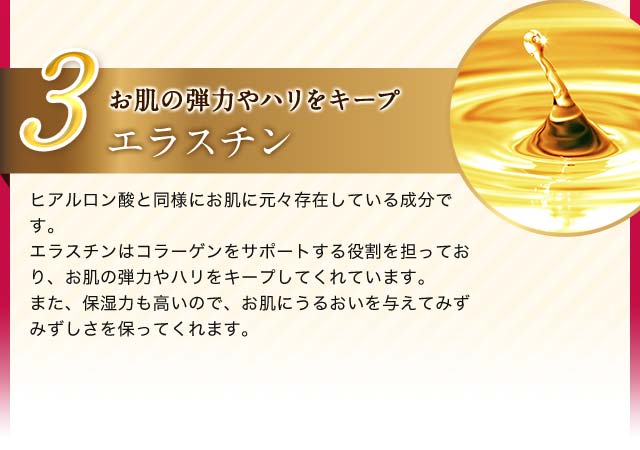 3
お肌の弾力やハリをキープ
エラスチン
ヒアルロン酸と同様にお肌に元々存在している成分で
す。
エラスチンはコラーゲンをサポートする役割を担ってお
り、お肌の弾力やハリをキープしてくれています。
また、保湿力も高いので、お肌にうるおいを与えてみず
みずしさを保ってくれます。